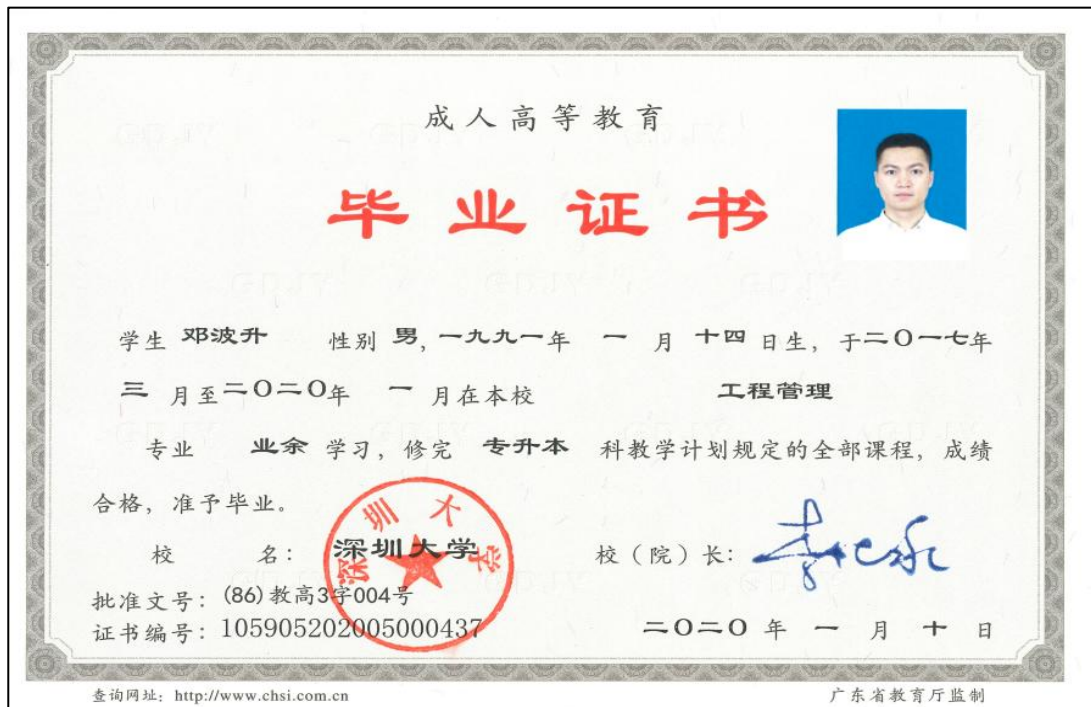 成人高等教育
毕业证书
学生 邓波升 性别 男，一九九一年 一 月 十四 日生，于二〇一七年
三 月至二〇二〇年 一 月在本校 工程管理
专业 业余 学习，修完 专升本 科教学计划规定的全部课程，成绩
合格，准予毕业。
校 名：深圳大学 校（院）长：
深圳大学
批准文号：(86)教高3字004号
证书编号：105905202005000437 二〇二〇 年 一 月 十 日
查询网址：http://www.chsi.com.cn 广东省教育厅监制